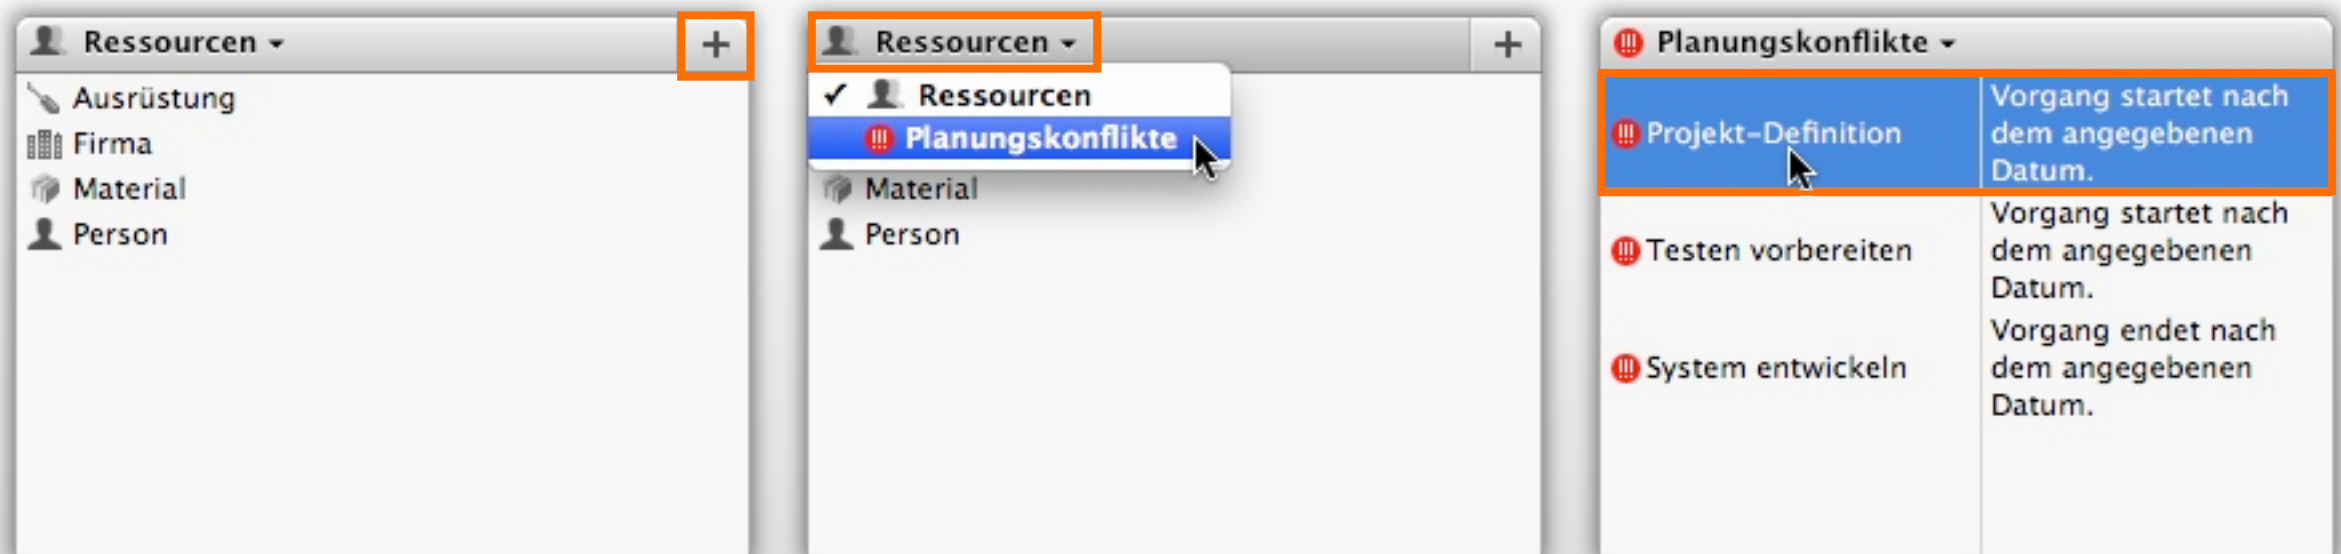 Ressourcen
Ausrüstung
Firma
Material
Person
Ressourcen
Ressourcen
Planungskonflikte
Material
Person
Planungskonflikte
Projekt-Definition
Vorgang startet nach
dem angegebenen
Datum.
Testen vorbereiten
Vorgang startet nach
dem angegebenen
Datum.
System entwickeln
Vorgang endet nach
dem angegebenen
Datum.